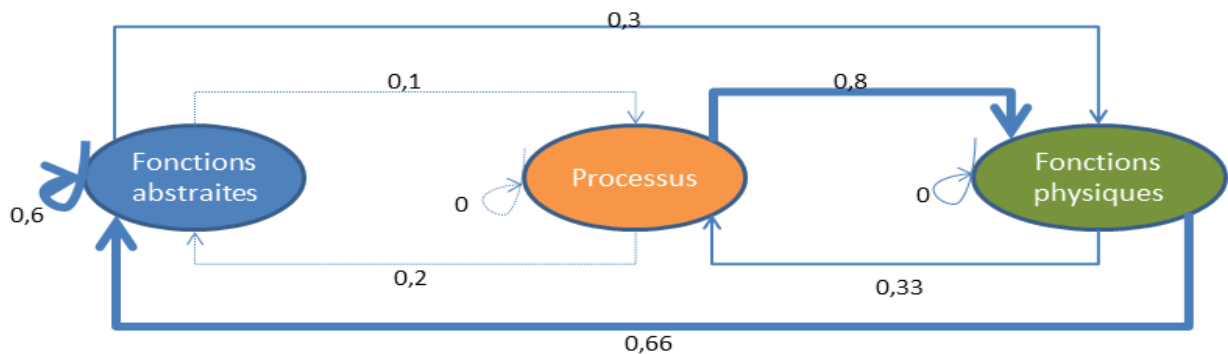 0,3
0,1
0,8
Fonctions
abstraites
Processus
Fonctions
physiques
0,6
0
0
0,2
0,33
0,66